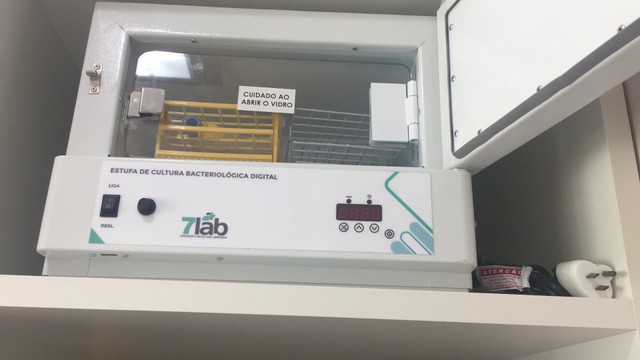 CUIDADO AO
ABRIR O VIDRO
ESTUFA DE CULTURA BACTERIOLÓGICA DIGITAL
LIGA
DESL.
7lab
ATENÇÃO